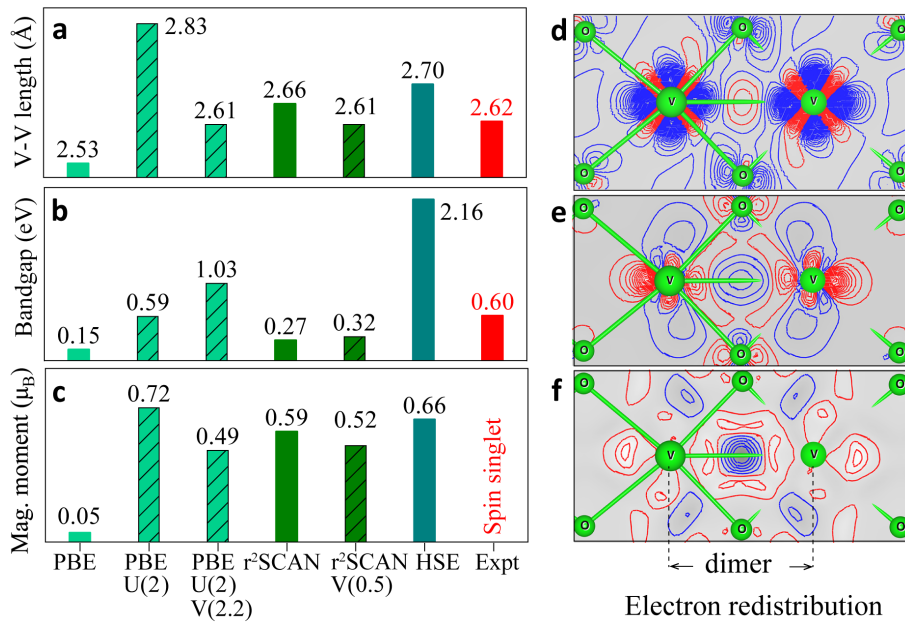 a
V-V length (Å)
2.53
2.83
2.61
2.66
2.61
2.70
2.62
b
Bandgap (eV)
0.15
0.59
1.03
0.27
0.32
2.16
0.60
c
Mag. moment (μB)
0.05
0.72
0.49
0.59
0.52
0.66
Spin singlet
PBE
PBE
U(2)
PBE
U(2)
V(2.2)
r²SCAN
r²SCAN
V(0.5)
HSE
Expt
d
O
O
O
V
V
O
O
O
e
O
O
O
V
V
O
O
O
f
O
O
O
V
V
O
O
O
dimer
Electron redistribution